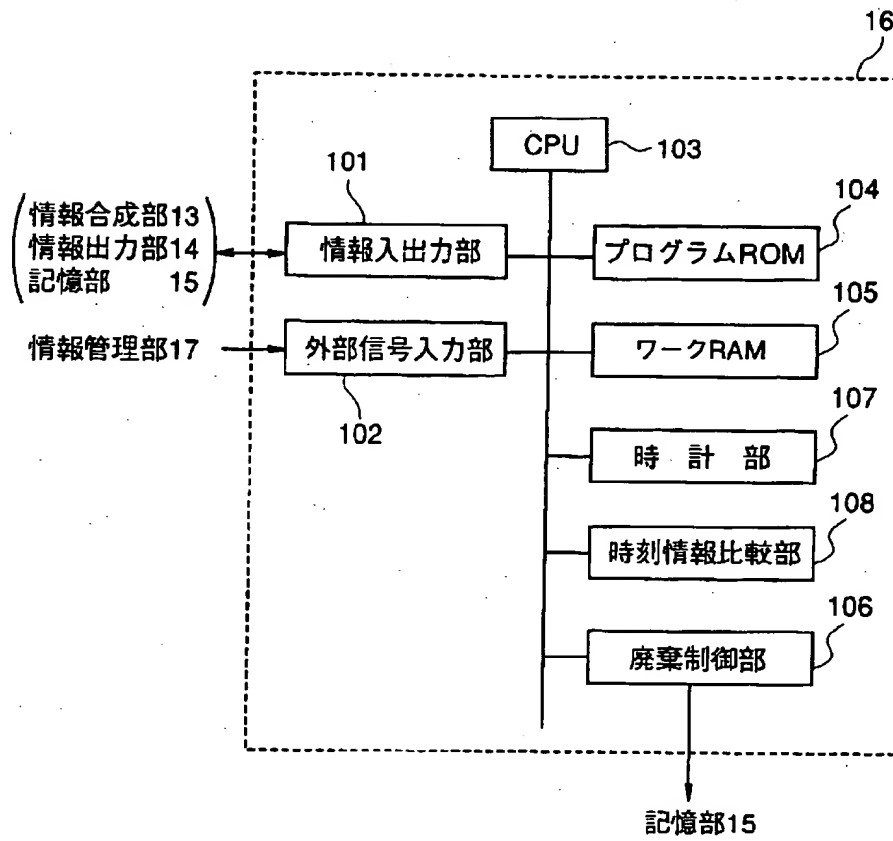 16
CPU
103
101
104
情報合成部13
情報出力部14
記憶部 15
情報入出力部
プログラムROM
105
情報管理部17
外部信号入力部
ワークRAM
102
107
時 計 部
108
時刻情報比較部
106
廃棄制御部
記憶部15